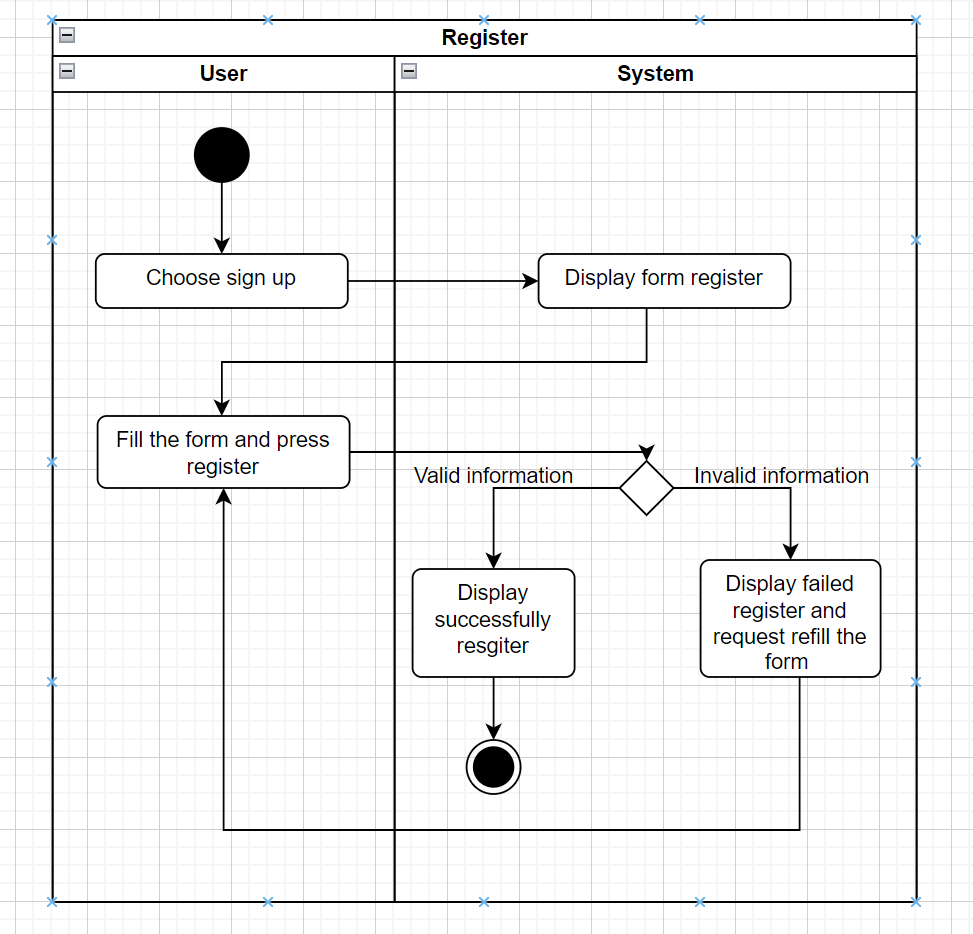 Register
User
System
Choose sign up
Display form register
Fill the form and press
register
Valid information
Invalid information
Display
successfully
resgiter
Display failed
register and
request refill the
form